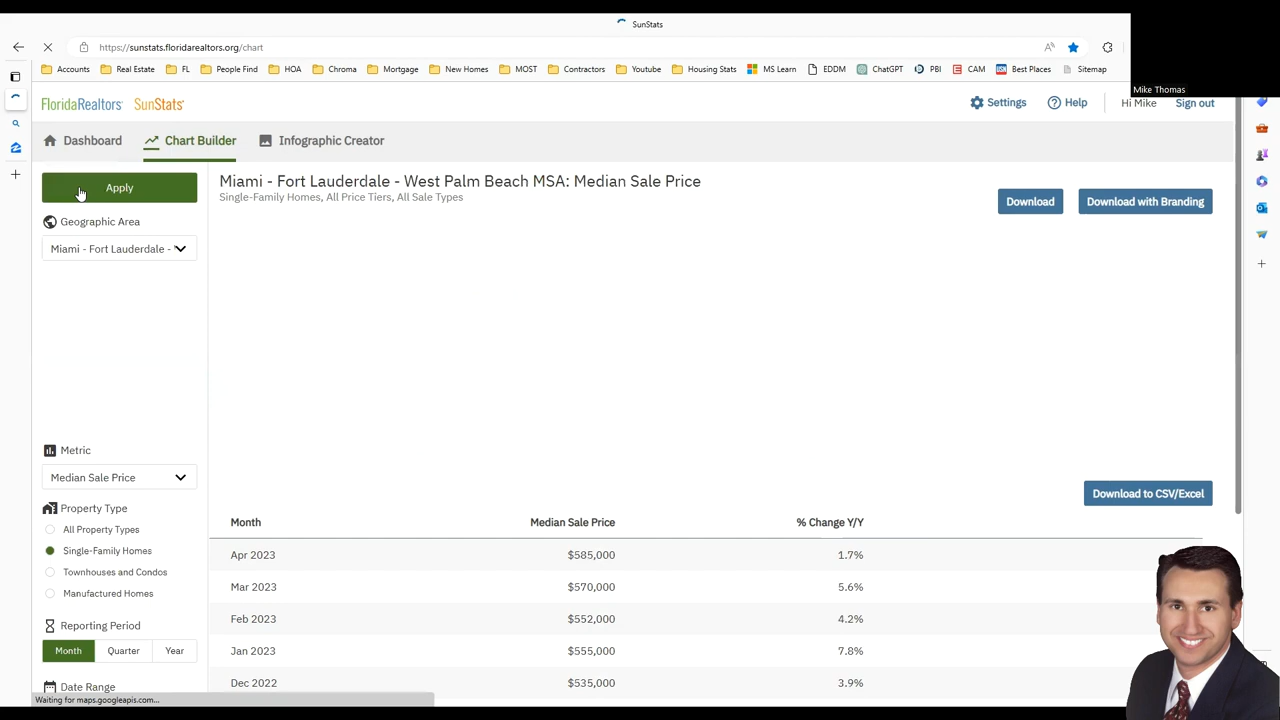 SunStats
https://sunstats.floridarealtors.org/chart
Accounts Real Estate FL People Find HOA Chroma Mortgage New Homes MOST Contractors Youtube Housing Stats MS Learn EDDM ChatGPT PBI CAM Best Places Sitemap
Mike Thomas
FloridaRealtors SunStats
Settings Help Hi Mike Sign out
Dashboard Chart Builder Infographic Creator
Apply
Geographic Area
Miami - Fort Lauderdale -
Metric
Median Sale Price
Property Type
All Property Types
Single-Family Homes
Townhouses and Condos
Manufactured Homes
Reporting Period
Month Quarter Year
Date Range
Miami - Fort Lauderdale - West Palm Beach MSA: Median Sale Price
Single-Family Homes, All Price Tiers, All Sale Types
Download Download with Branding
Download to CSV/Excel
Month Median Sale Price % Change Y/Y
Apr 2023 $585,000 1.7%
Mar 2023 $570,000 5.6%
Feb 2023 $552,000 4.2%
Jan 2023 $555,000 7.8%
Dec 2022 $535,000 3.9%
Waiting for maps.googleapis.com...